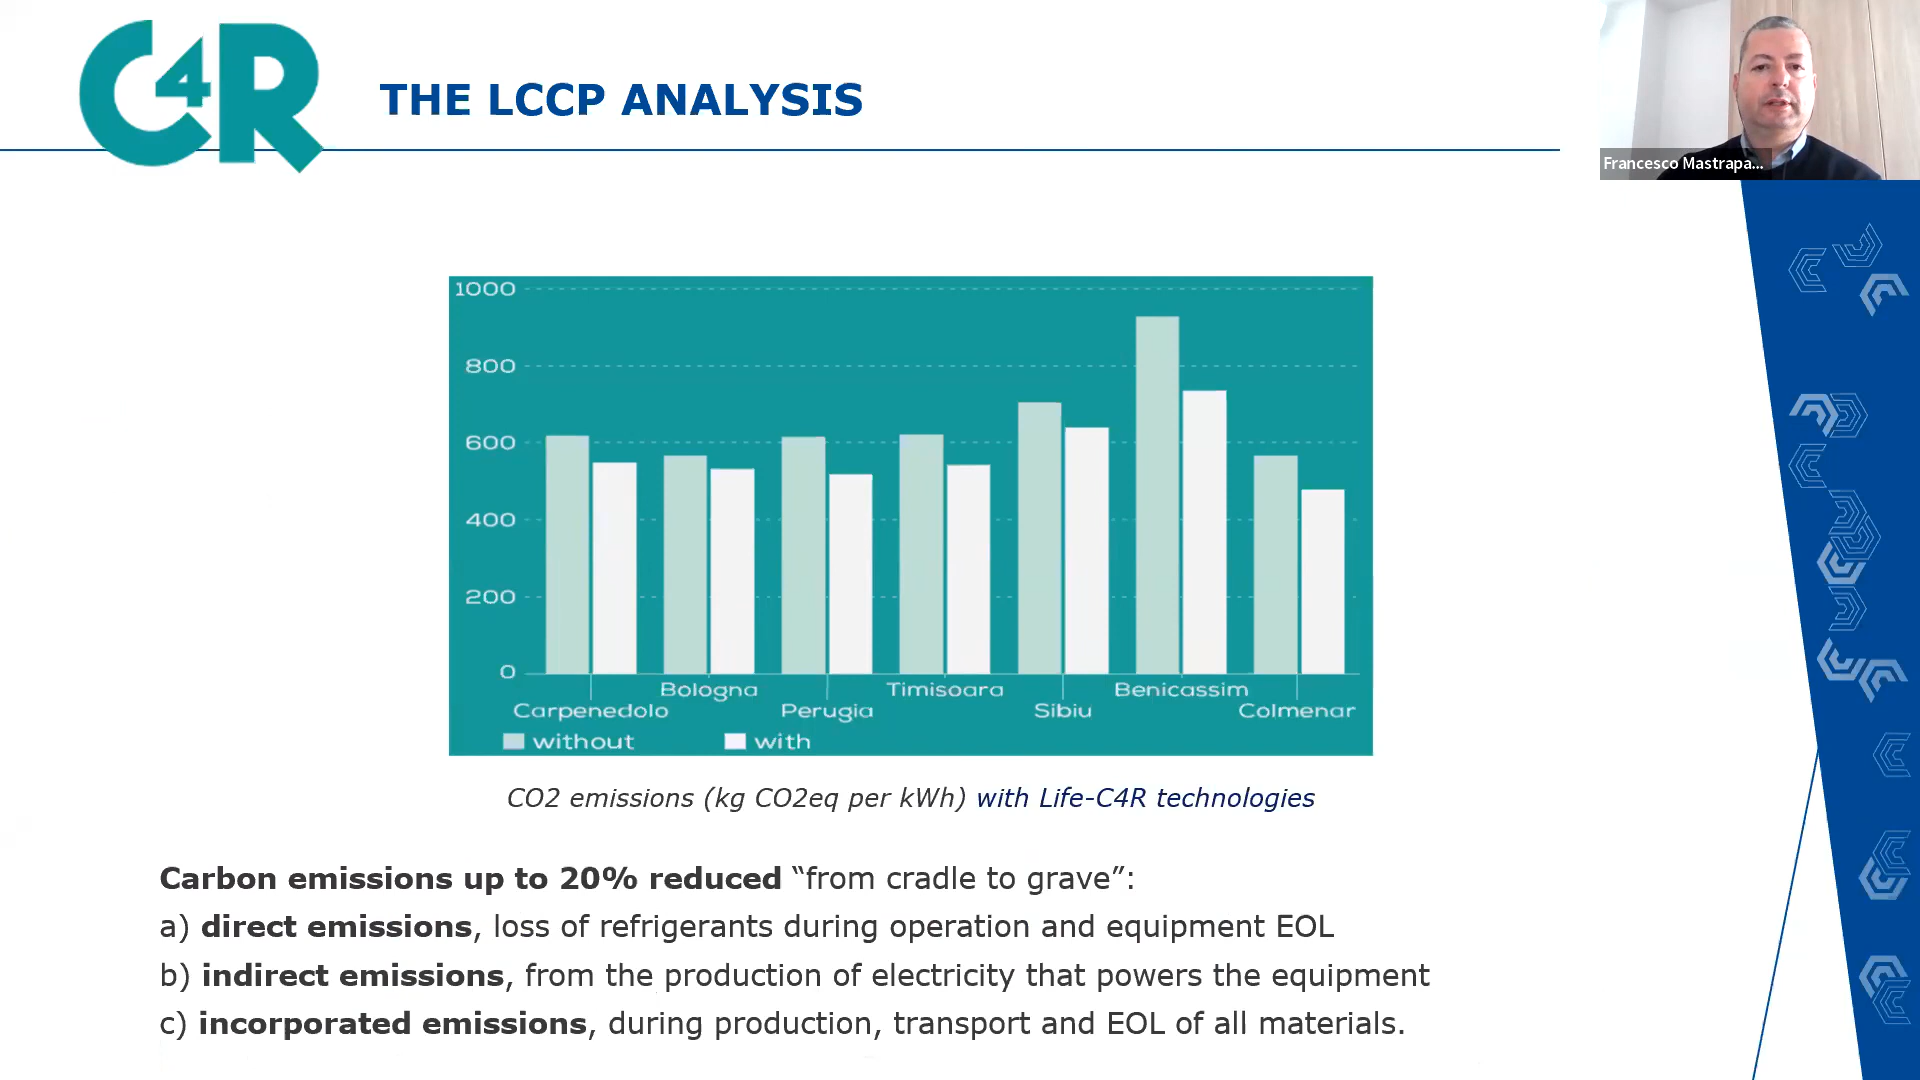 C4R
THE LCCP ANALYSIS
Francesco Mastrapa...
1000
800
600
400
200
0
Bologna Timisoara Benicassim
Carpenedolo Perugia Sibiu Colmenar
without with
CO2 emissions (kg CO2eq per kWh) with Life-C4R technologies
Carbon emissions up to 20% reduced “from cradle to grave”:
a) direct emissions, loss of refrigerants during operation and equipment EOL
b) indirect emissions, from the production of electricity that powers the equipment
c) incorporated emissions, during production, transport and EOL of all materials.